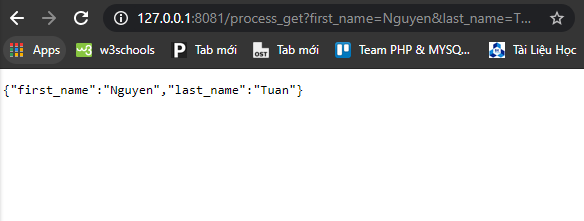 127.0.0.1:8081/process_get?first_name=Nguyen&last_name=T...
Apps w3schools Tab mới OST Tab mới Team PHP & MYSQ... Tài Liệu Học
{"first_name":"Nguyen","last_name":"Tuan"}